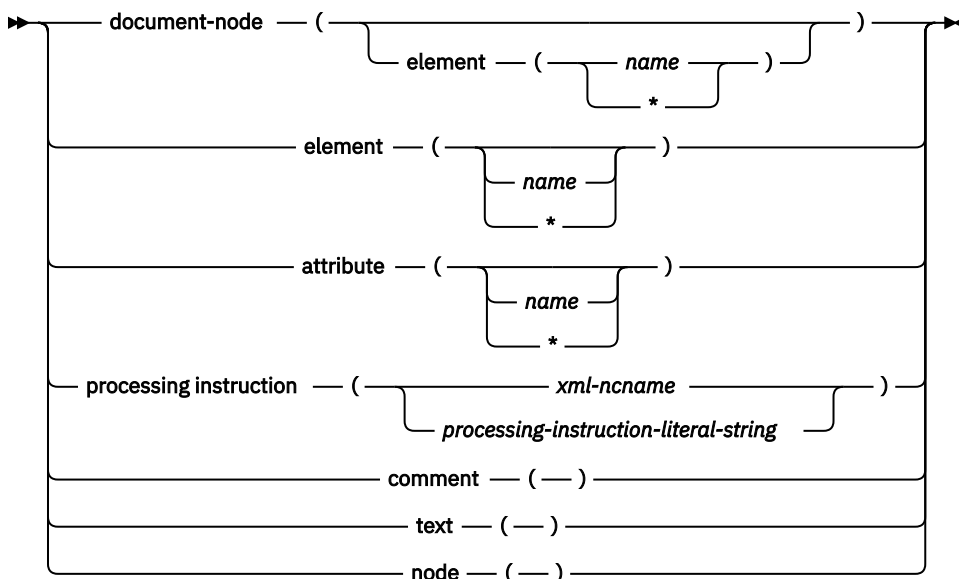 document-node ( )
element ( name )
*
element ( )
name
*
attribute ( )
name
*
processing instruction ( xml-ncname )
processing-instruction-literal-string
comment ( )
text ( )
node ( )